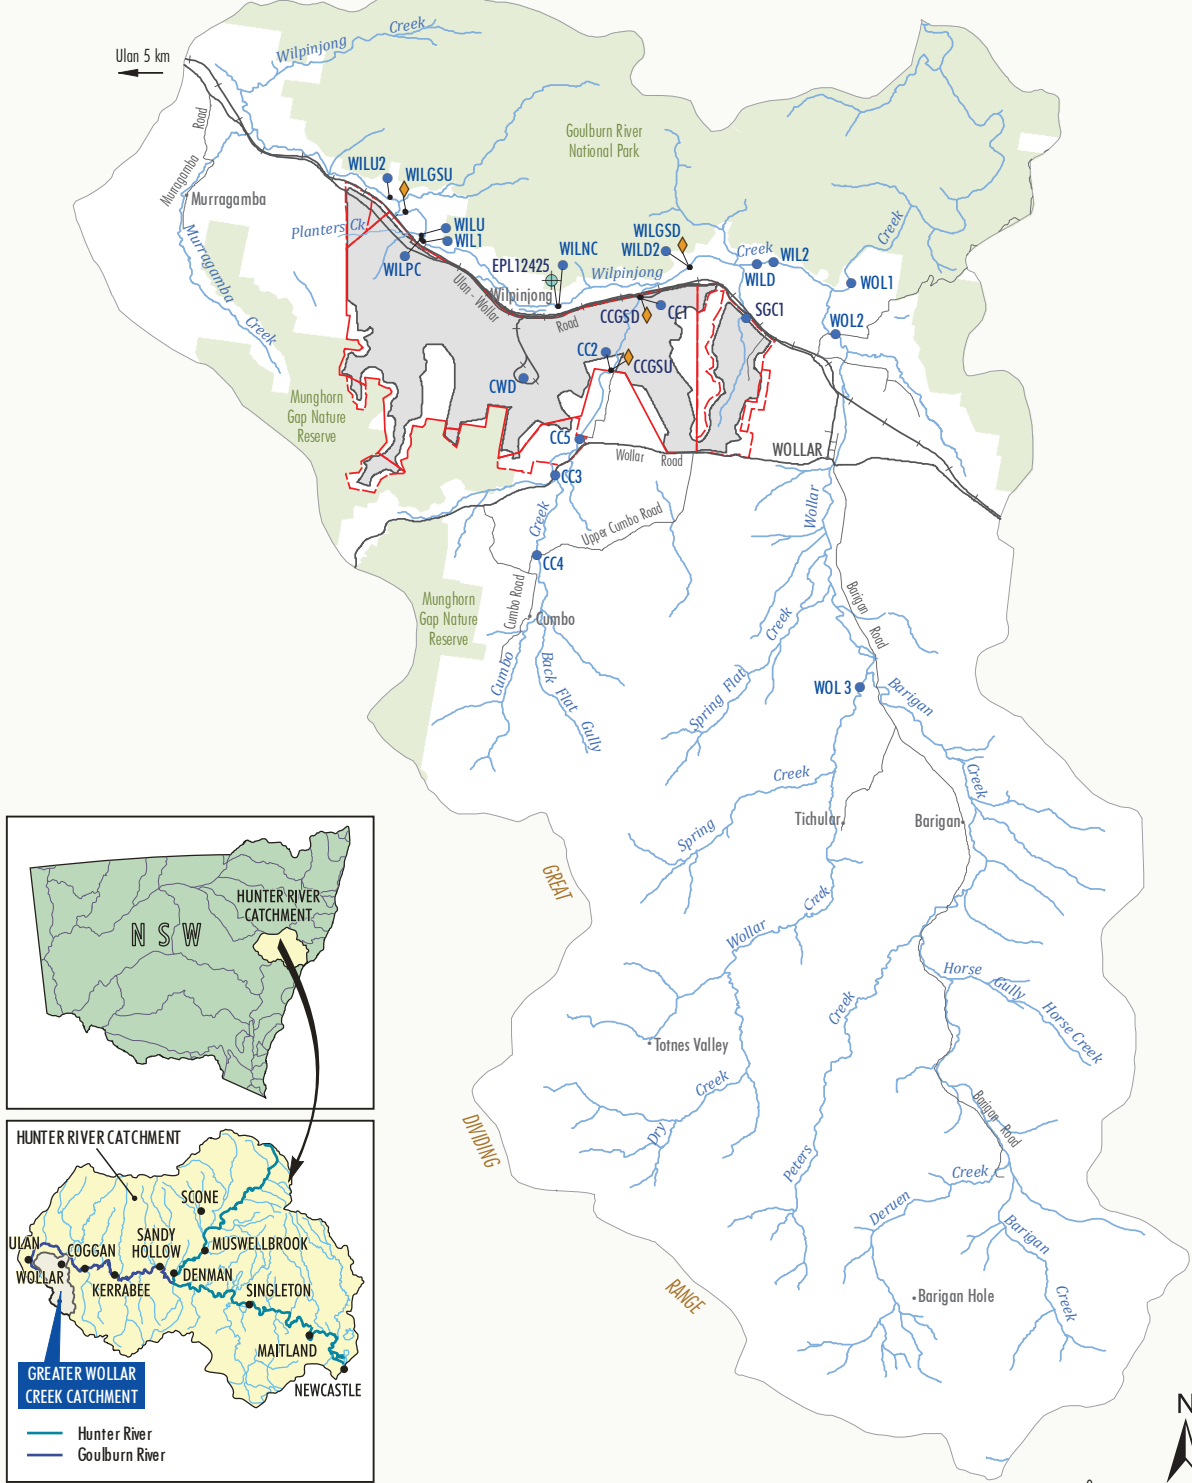 Creek
Wilpinjong
Ulan 5 km
Road
Murragamba
Murragamba
Goulburn River
National Park
WILU2
WILGSU
Planters Ck
WILU
WIL1
WILPC
Murragamba
Creek
WILNC
EPL12425
Wilpinjong
Wilpinjong
Creek
WILGSD
WILD2
WILD
WIL2
Creek
WOL1
WOL2
SGC1
Ulan - Wollar
Road
CCGSD
CC1
CC2
CCGSU
CWD
Munghorn
Gap Nature
Reserve
CC5
Wollar
Road
WOLLAR
CC3
Creek
Upper Cumbo Road
Wollar
CC4
Munghorn
Gap Nature
Reserve
Cumbo Road
Cumbo
Cumbo
Back
Flat
Gully
Creek
Spring Flat
Barigan
Road
WOL 3
Barigan
Creek
Creek
Spring
Tichular
Barigan
GREAT
Wollar
Creek
Creek
Horse
Gully
Horse Creek
Totnes Valley
Creek
Dry
DIVIDING
Barigan Road
Peters
Creek
Deruen
Barigan
Creek
Barigan Hole
RANGE
N
HUNTER RIVER
CATCHMENT
N S W
HUNTER RIVER CATCHMENT
SCONE
SANDY
HOLLOW
MUSWELLBROOK
ULAN
COGGAN
WOLLAR
KERRABEE
DENMAN
SINGLETON
MAITLAND
NEWCASTLE
GREATER WOLLAR
CREEK CATCHMENT
Hunter River
Goulburn River